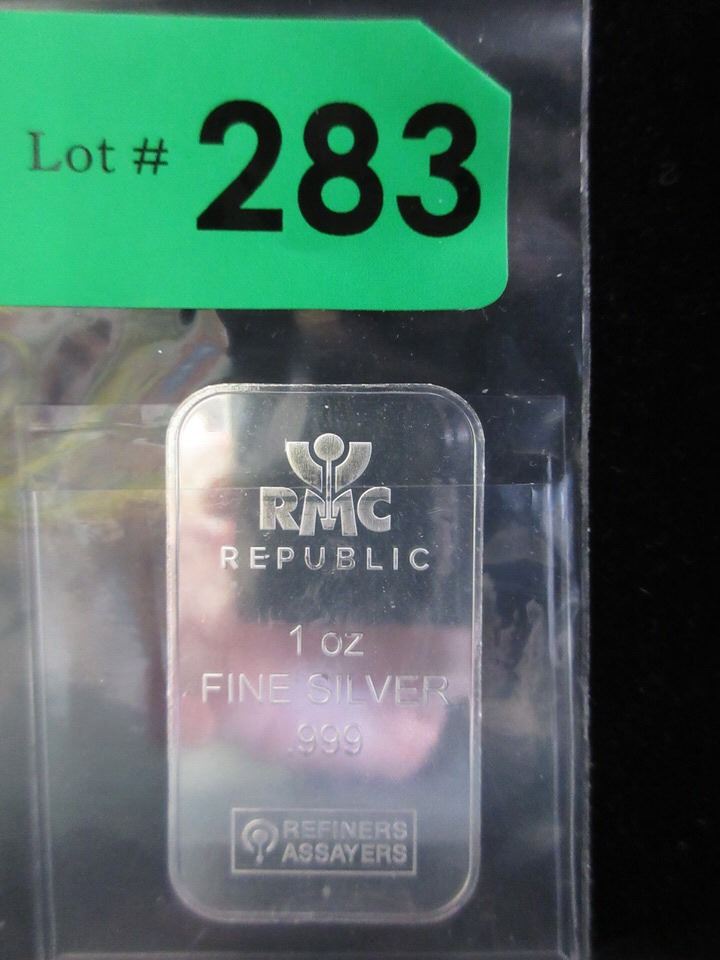 Lot # 283
RMC
REPUBLIC
1 oz
FINE SILVER
.999
REFINERS
ASSAYERS